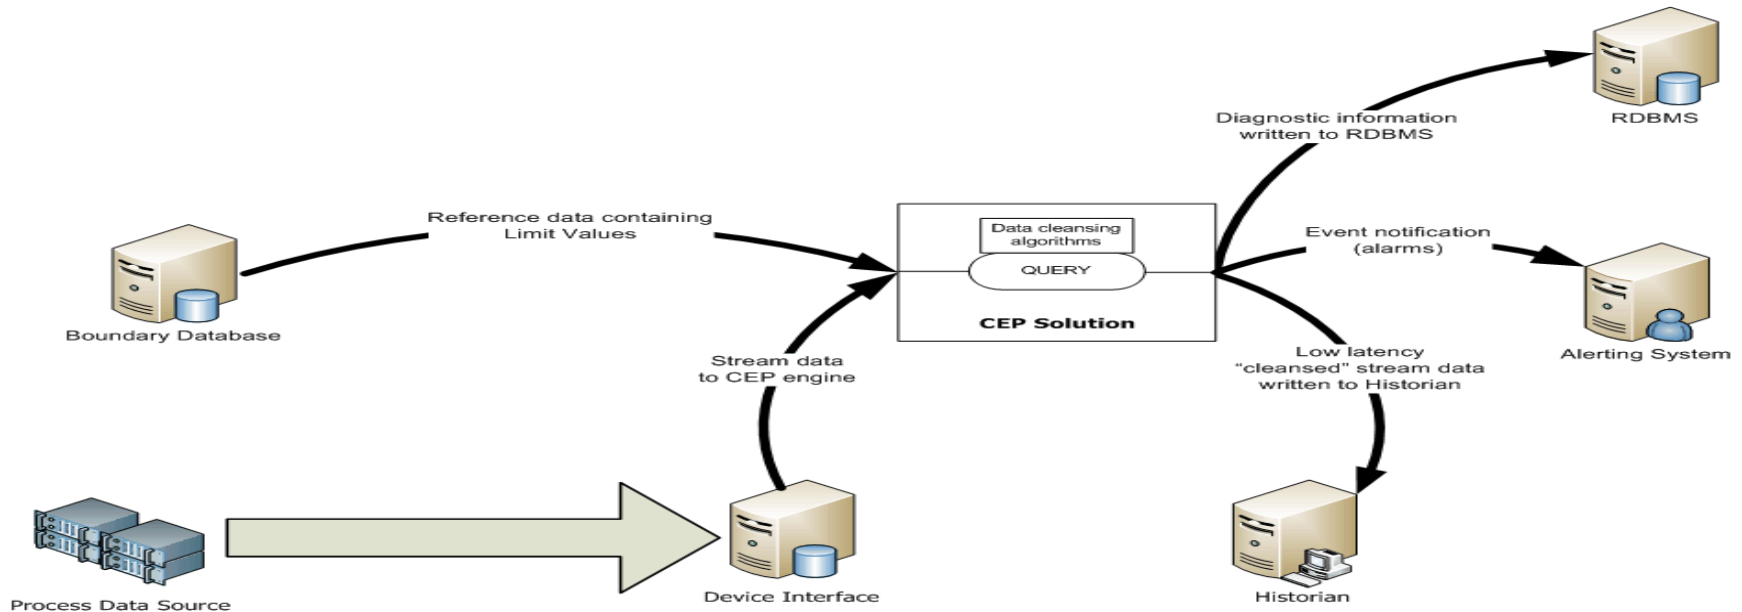 RDBMS
Diagnostic information
written to RDBMS
Reference data containing
Limit Values
Data cleansing
algorithms
QUERY
CEP Solution
Event notification
(alarms)
Boundary Database
Alerting System
Stream data
to CEP engine
Low latency
“cleansed” stream data
written to Historian
Process Data Source
Device Interface
Historian